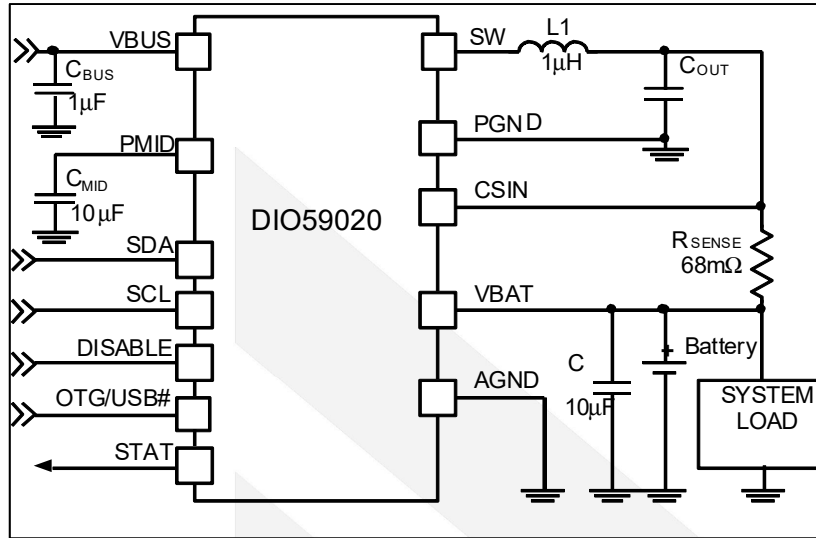 VBUS
CBUS
1µF
PMID
CMID
10µF
SDA
SCL
DISABLE
OTG/USB#
STAT
DIO59020
SW
L1
1µH
COUT
PGND
CSIN
RSENSE
68mΩ
VBAT
+
Battery
C
10µF
AGND
SYSTEM
LOAD